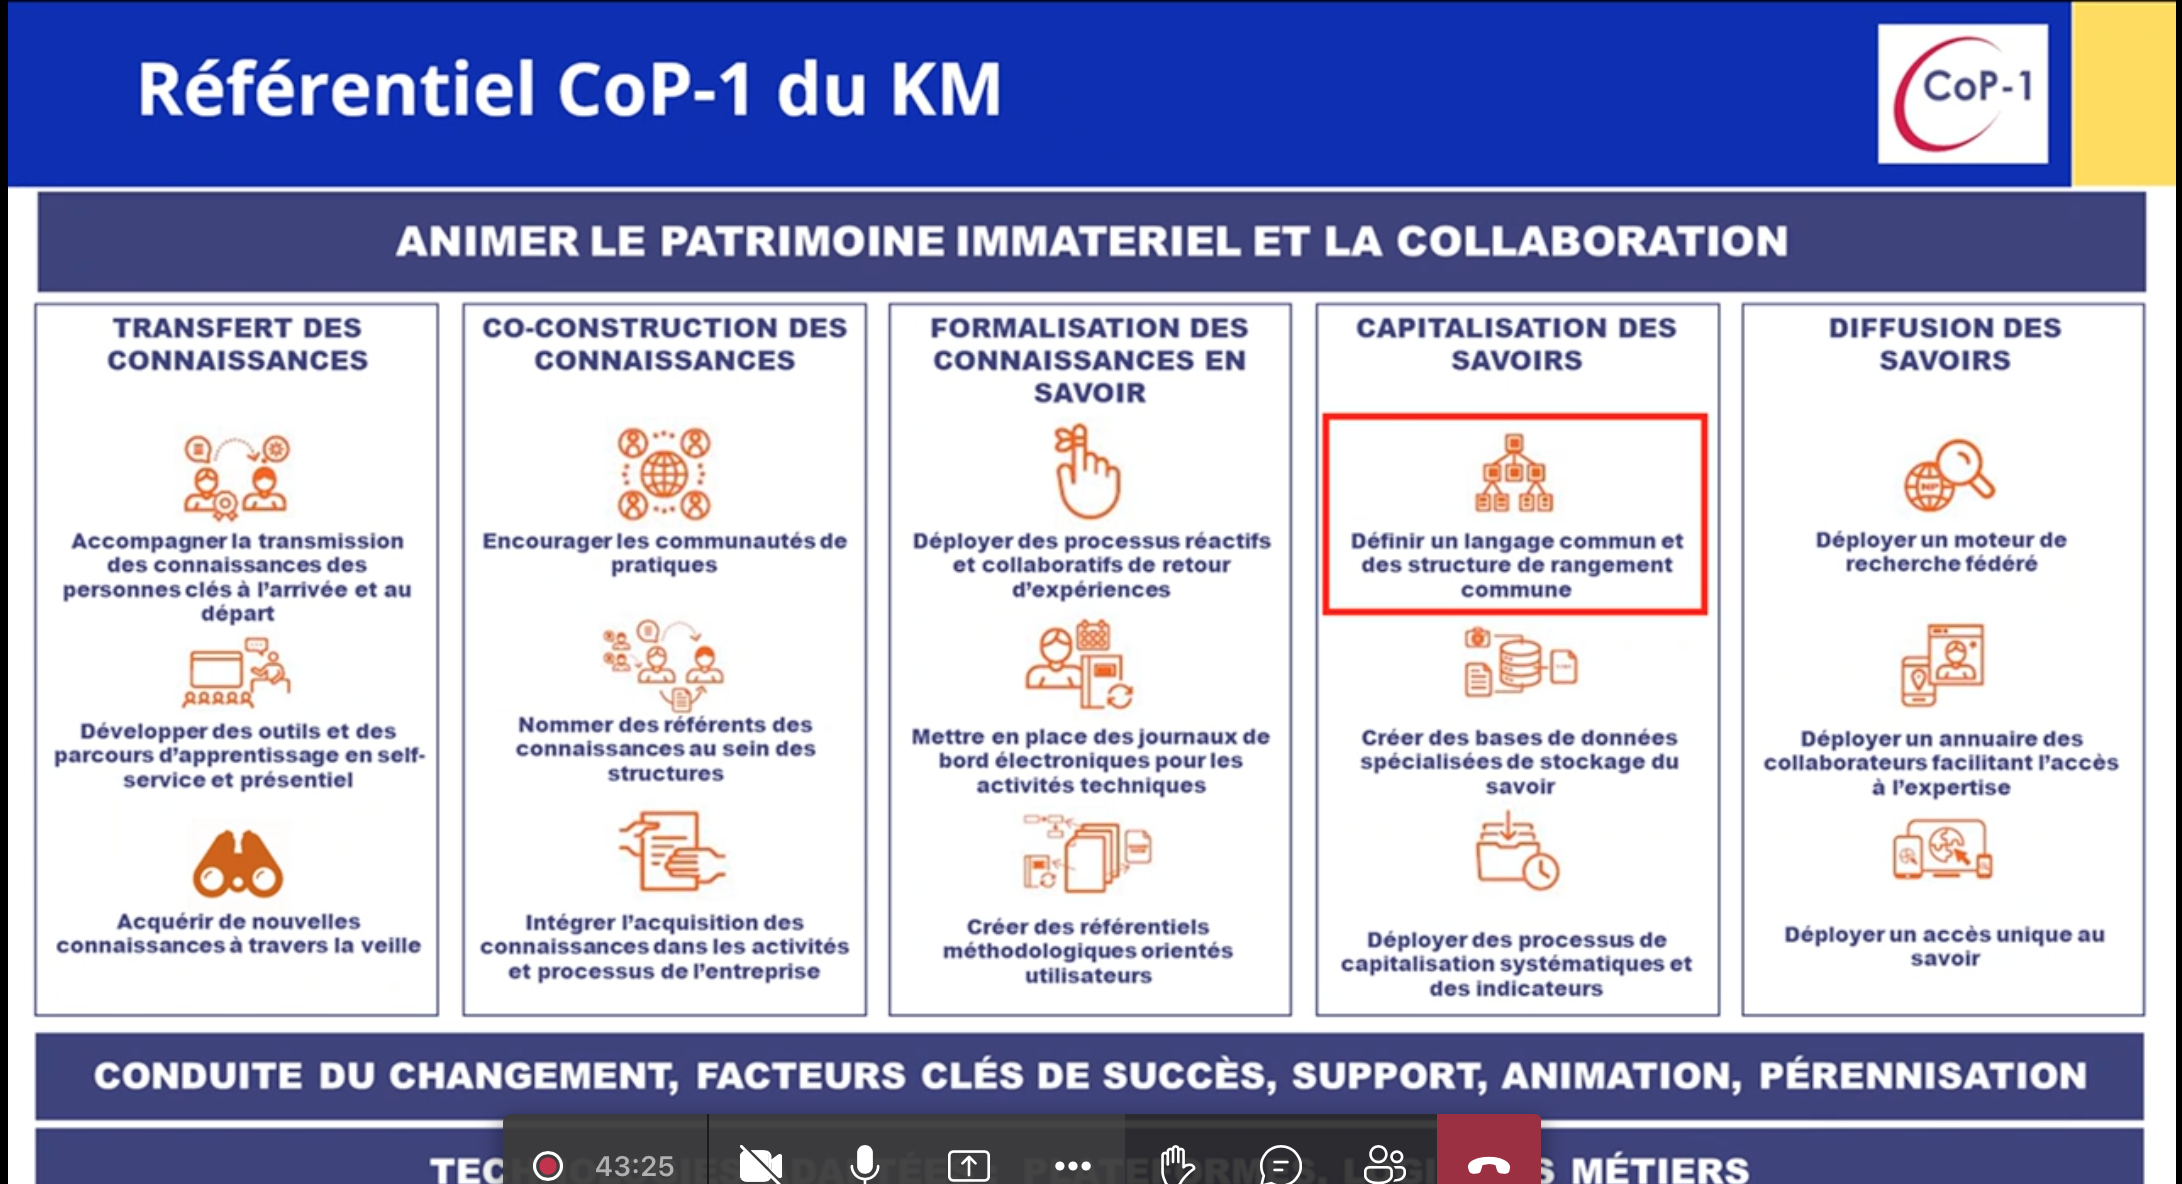 Référentiel CoP-1 du KM
CoP-1
ANIMER LE PATRIMOINE IMMATERIEL ET LA COLLABORATION
TRANSFERT DES
CONNAISSANCES
Accompagner la transmission
des connaissances des
personnes clés à l'arrivée et au
départ
Développer des outils et des
parcours d'apprentissage en self-
service et présentiel
Acquérir de nouvelles
connaissances à travers la veille
CO-CONSTRUCTION DES
CONNAISSANCES
Encourager les communautés de
pratiques
Nommer des référents des
connaissances au sein des
structures
Intégrer l'acquisition des
connaissances dans les activités
et processus de l'entreprise
FORMALISATION DES
CONNAISSANCES EN
SAVOIR
Déployer des processus réactifs
et collaboratifs de retour
d'expériences
Mettre en place des journaux de
bord électroniques pour les
activités techniques
Créer des référentiels
méthodologiques orientés
utilisateurs
CAPITALISATION DES
SAVOIRS
Définir un langage commun et
des structure de rangement
commune
Créer des bases de données
spécialisées de stockage du
savoir
Déployer des processus de
capitalisation systématiques et
des indicateurs
DIFFUSION DES
SAVOIRS
Déployer un moteur de
recherche fédéré
Déployer un annuaire des
collaborateurs facilitant l'accès
à l'expertise
Déployer un accès unique au
savoir
CONDUITE DU CHANGEMENT, FACTEURS CLÉS DE SUCCÈS, SUPPORT, ANIMATION, PÉRENNISATION
MÉTIERS
43:25